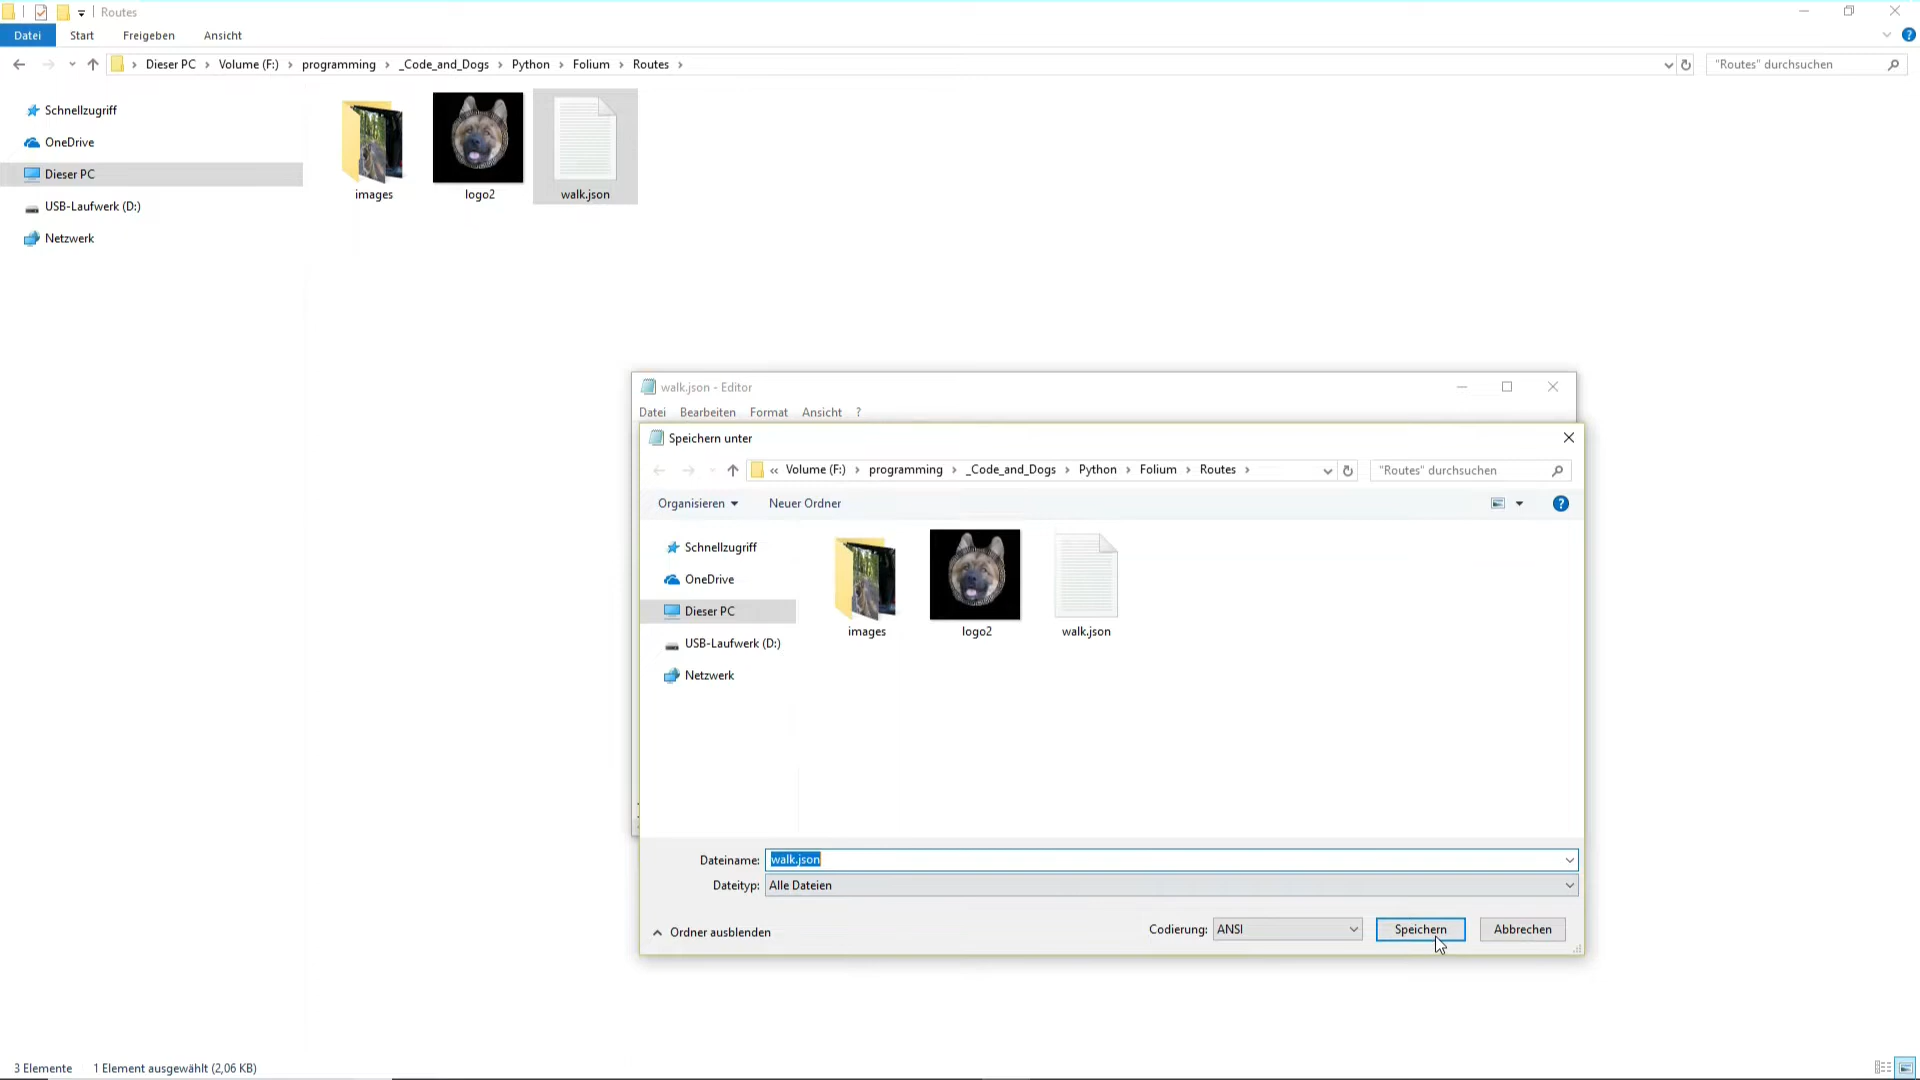 Routes
Datei Start Freigeben Ansicht
Dieser PC › Volume (F:) › programming › _Code_and_Dogs › Python › Folium › Routes ›
"Routes" durchsuchen
Schnellzugriff
OneDrive
Dieser PC
USB-Laufwerk (D:)
Netzwerk
images
logo2
walk.json
walk.json - Editor
Datei Bearbeiten Format Ansicht ?
Speichern unter
« Volume (F:) › programming › _Code_and_Dogs › Python › Folium › Routes ›
"Routes" durchsuchen
Organisieren Neuer Ordner
Schnellzugriff
OneDrive
Dieser PC
USB-Laufwerk (D:)
Netzwerk
images
logo2
walk.json
Dateiname: walk.json
Dateityp: Alle Dateien
Ordner ausblenden
Codierung: ANSI
Speichern
Abbrechen
3 Elemente 1 Element ausgewählt (2,06 KB)